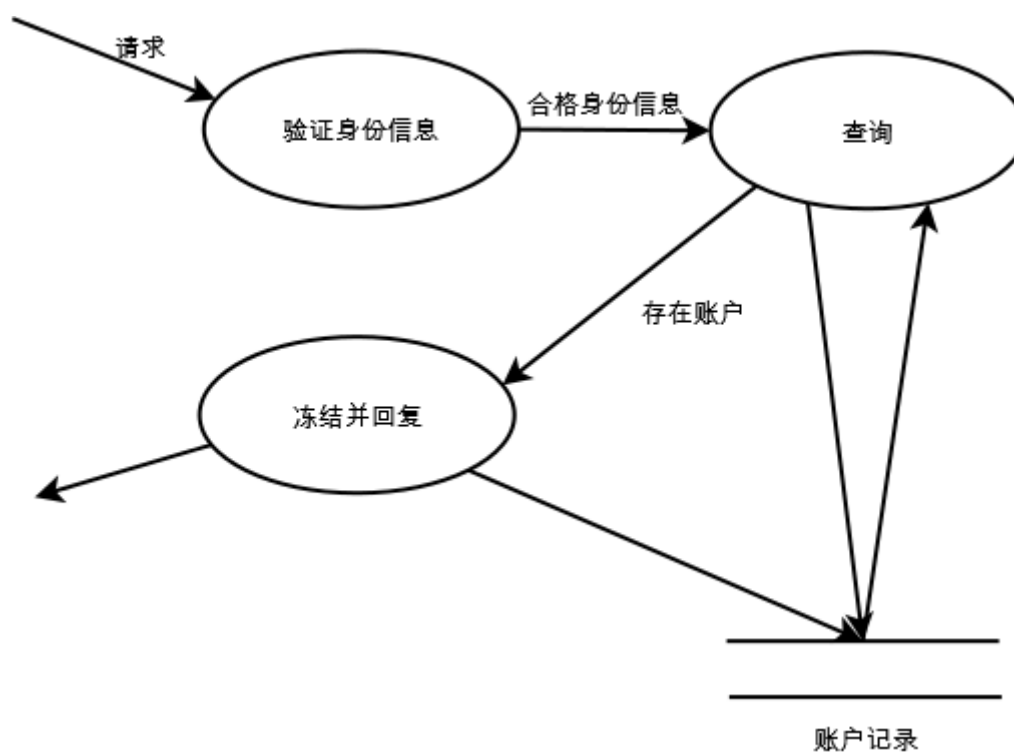 请求
验证身份信息
合格身份信息
查询
存在账户
冻结并回复
账户记录